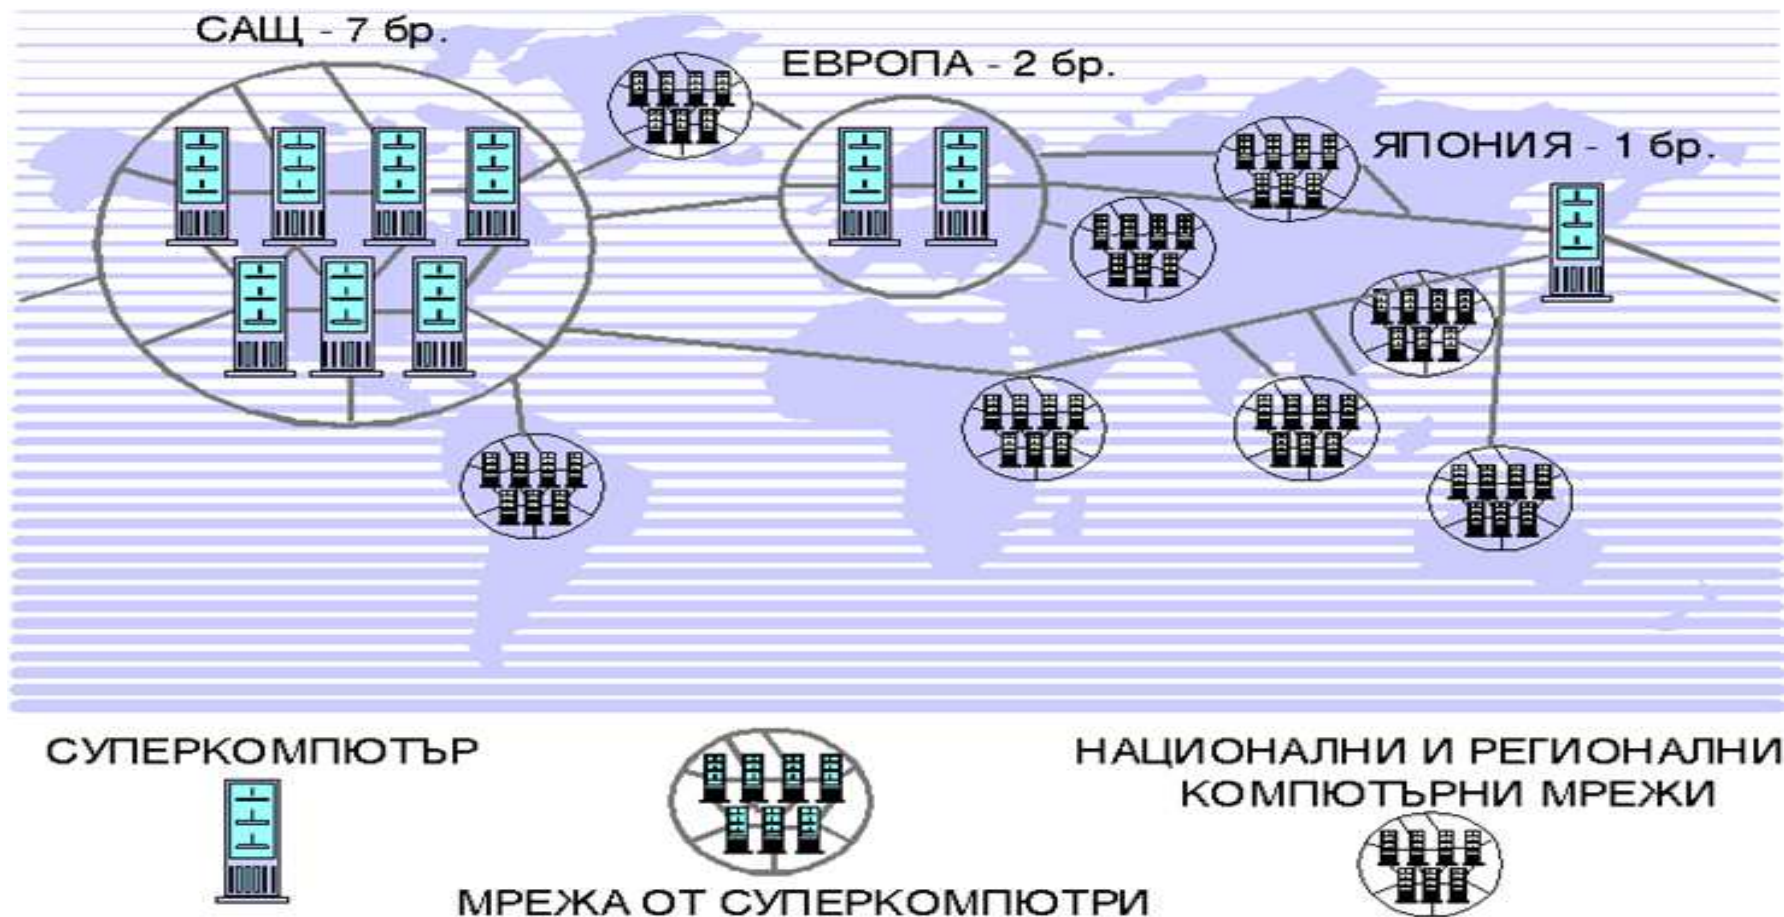 САЩ - 7 бр.
ЕВРОПА - 2 бр.
ЯПОНИЯ - 1 бр.
СУПЕРКОМПЮТЪР
МРЕЖА ОТ СУПЕРКОМПЮТРИ
НАЦИОНАЛНИ И РЕГИОНАЛНИ
КОМПЮТЪРНИ МРЕЖИ